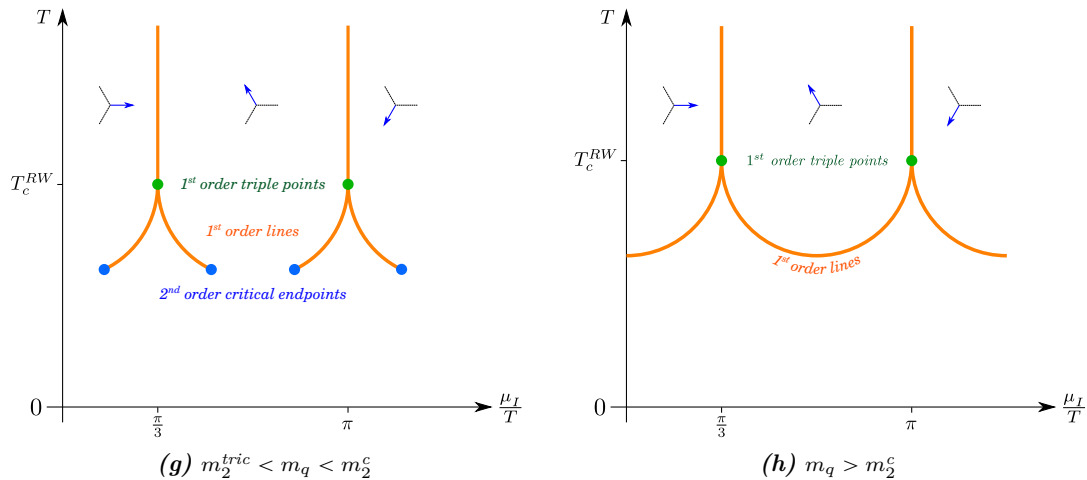 T
T_c^{RW}
1^{st} order triple points
1^{st} order lines
2^{nd} order critical endpoints
0
π/3
π
μ_I/T
(g) m_2^{tric} < m_q < m_2^c
T
T_c^{RW}
1^{st} order triple points
1^{st} order lines
0
π/3
π
μ_I/T
(h) m_q > m_2^c